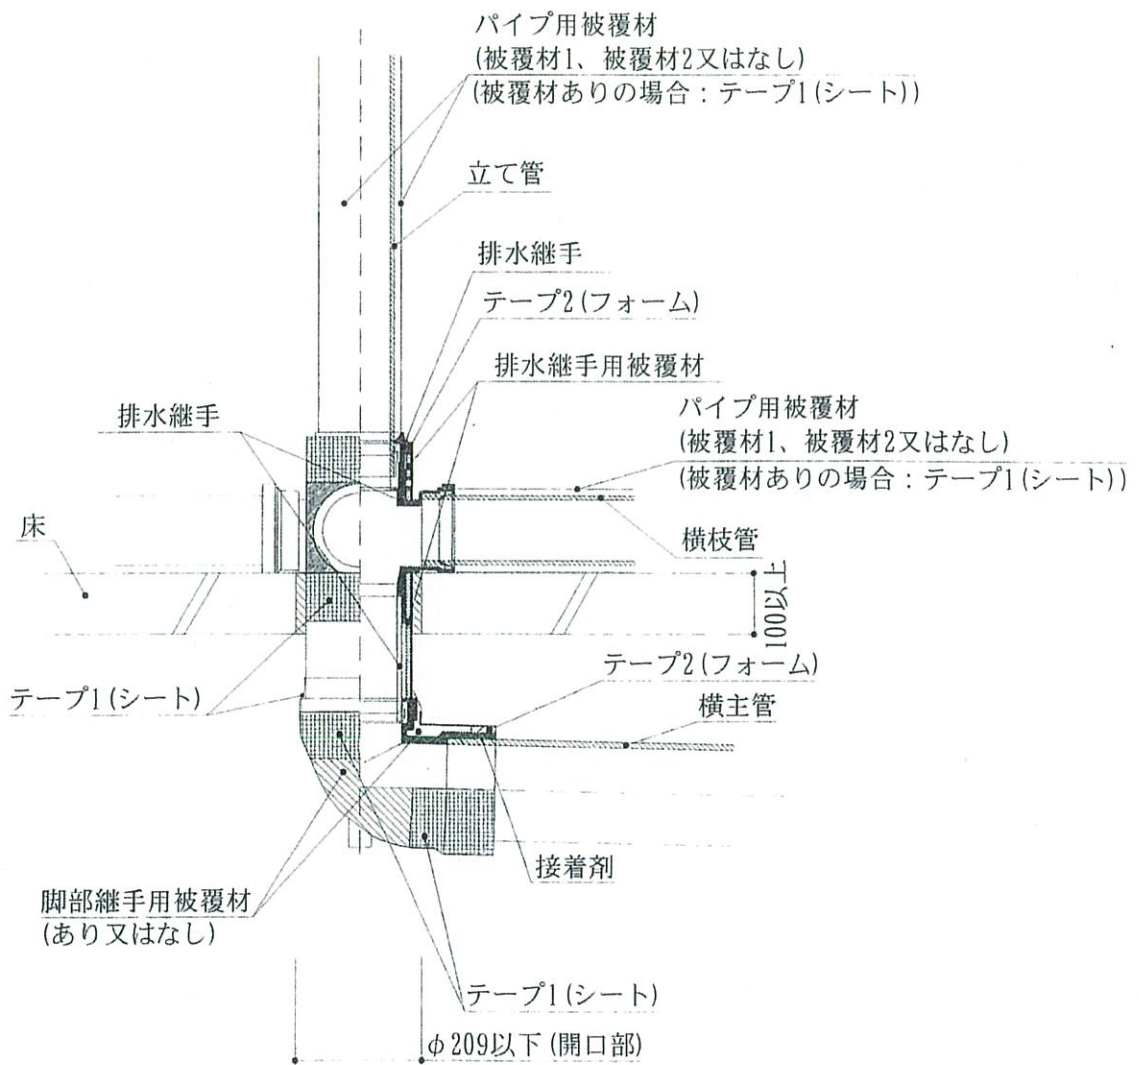 パイプ用被覆材
(被覆材1、被覆材2又はなし)
(被覆材ありの場合：テープ1(シート))
立て管
排水継手
テープ2(フォーム)
排水継手用被覆材
排水継手
パイプ用被覆材
(被覆材1、被覆材2又はなし)
(被覆材ありの場合：テープ1(シート))
床
横枝管
100以上
テープ2(フォーム)
テープ1(シート)
横主管
接着剤
脚部継手用被覆材
(あり又はなし)
テープ1(シート)
φ209以下(開口部)